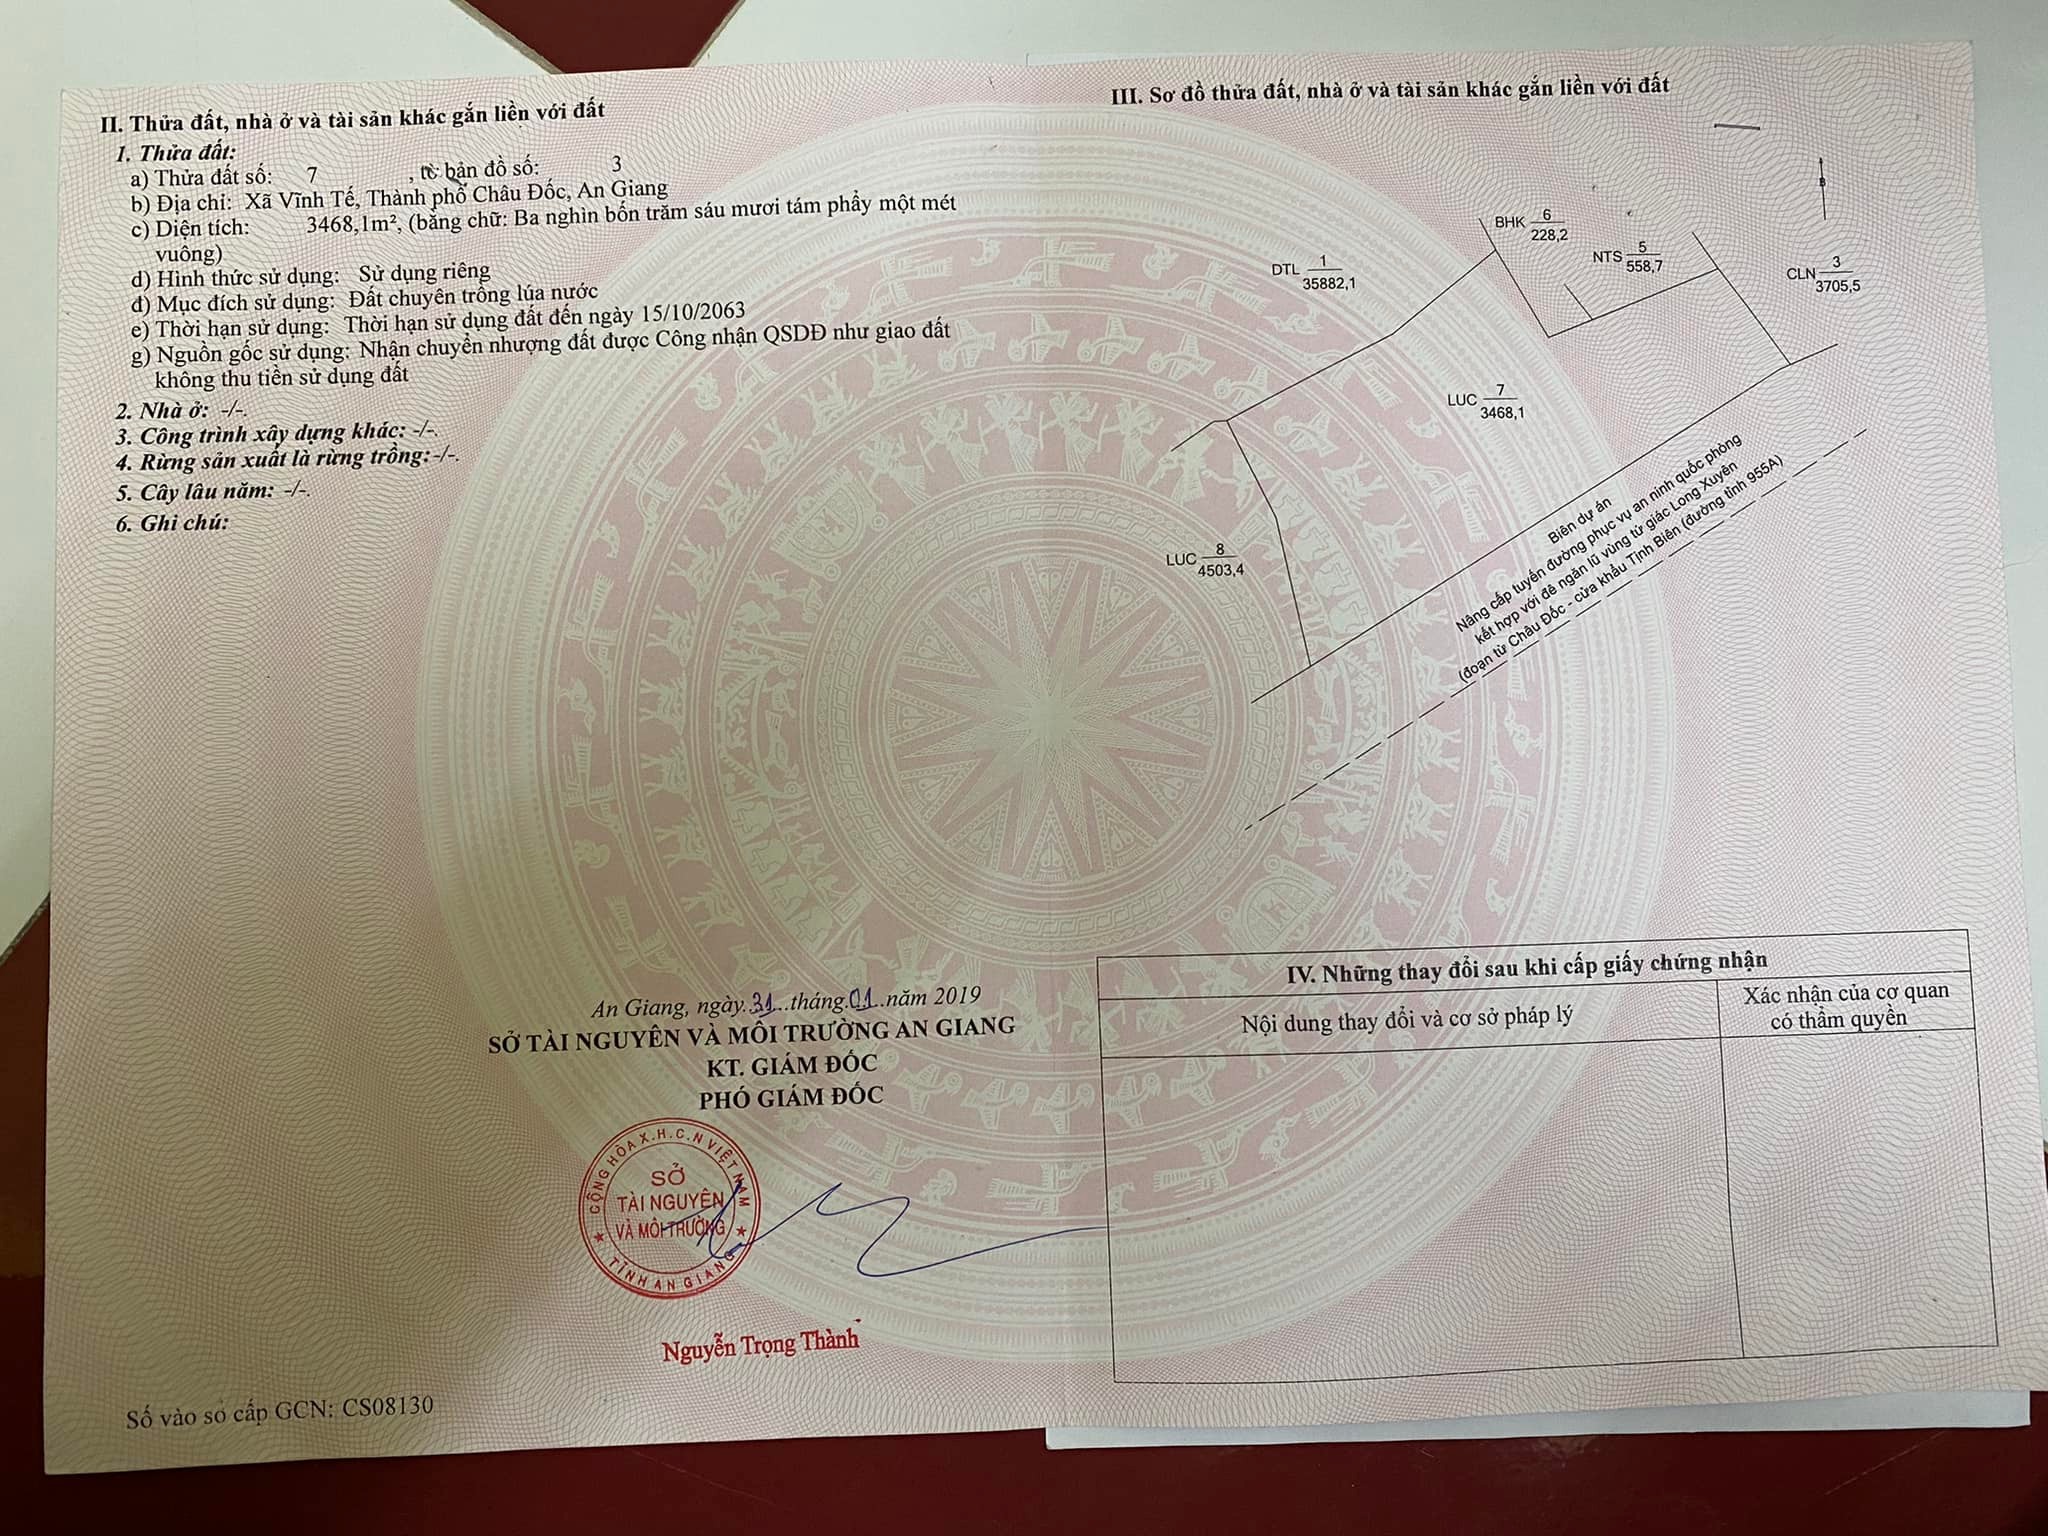 II. Thửa đất, nhà ở và tài sản khác gắn liền với đất
1. Thửa đất:
a) Thửa đất số: 7 , tờ bản đồ số: 3
b) Địa chỉ: Xã Vĩnh Tế, Thành phố Châu Đốc, An Giang
c) Diện tích: 3468,1m², (bằng chữ: Ba nghìn bốn trăm sáu mươi tám phẩy một mét
vuông)
d) Hình thức sử dụng: Sử dụng riêng
đ) Mục đích sử dụng: Đất chuyên trồng lúa nước
e) Thời hạn sử dụng: Thời hạn sử dụng đất đến ngày 15/10/2063
g) Nguồn gốc sử dụng: Nhận chuyển nhượng đất được Công nhận QSDĐ như giao đất
không thu tiền sử dụng đất
2. Nhà ở: -/-.
3. Công trình xây dựng khác: -/-.
4. Rừng sản xuất là rừng trồng:-/-.
5. Cây lâu năm: -/-.
6. Ghi chú:
An Giang, ngày.31...tháng.01..năm 2019
SỞ TÀI NGUYÊN VÀ MÔI TRƯỜNG AN GIANG
KT. GIÁM ĐỐC
PHÓ GIÁM ĐỐC
CỘNG HÒA X.H.C.N VIỆT NAM
SỞ
TÀI NGUYÊN
VÀ MÔI TRƯỜNG
TỈNH AN GIANG
Nguyễn Trọng Thành
Số vào sổ cấp GCN: CS08130
III. Sơ đồ thửa đất, nhà ở và tài sản khác gắn liền với đất
B
BHK 6
228,2
NTS 5
558,7
DTL 1
35882,1
CLN 3
3705,5
LUC 7
3468,1
LUC 8
4503,4
Biên dự án
Nâng cấp tuyến đường phục vụ an ninh quốc phòng
kết hợp với đê ngăn lũ vùng tứ giác Long Xuyên
(đoạn từ Châu Đốc - cửa khẩu Tịnh Biên (đường tỉnh 955A)
IV. Những thay đổi sau khi cấp giấy chứng nhận
Nội dung thay đổi và cơ sở pháp lý
Xác nhận của cơ quan
có thẩm quyền